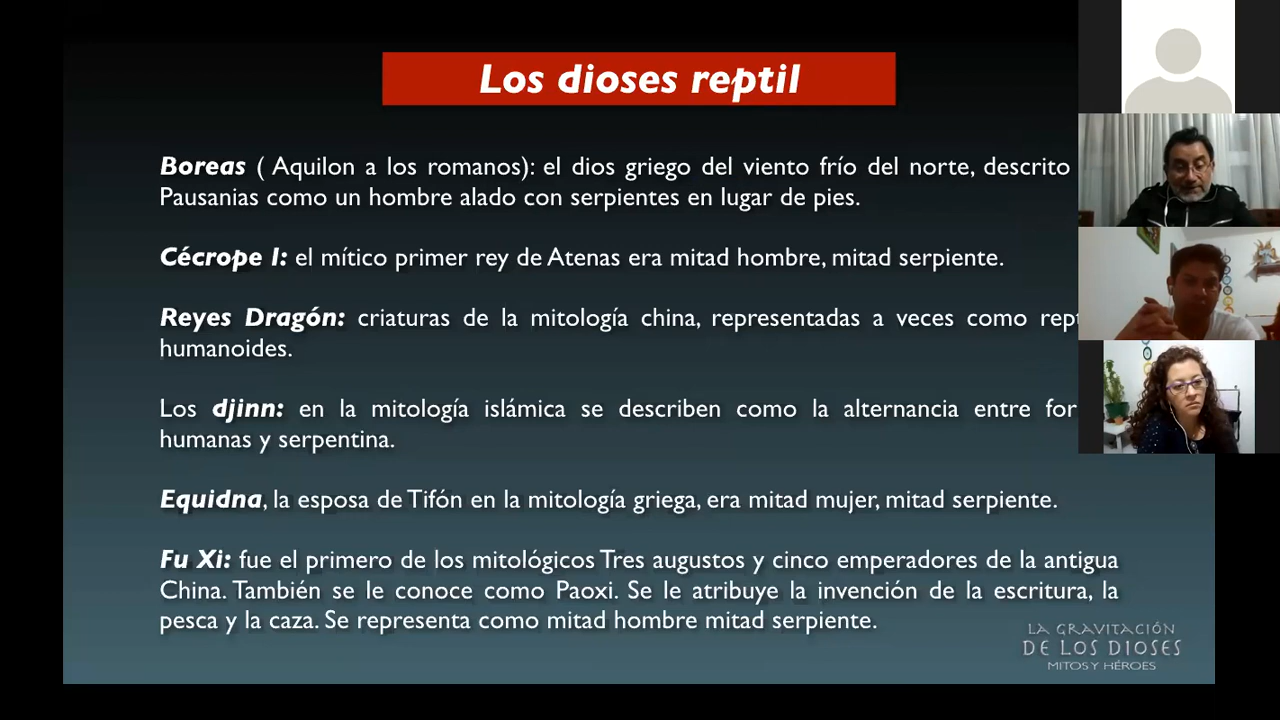 Los dioses reptil
Boreas ( Aquilon a los romanos): el dios griego del viento frío del norte, descrito
Pausanias como un hombre alado con serpientes en lugar de pies.
Cécrope I: el mítico primer rey de Atenas era mitad hombre, mitad serpiente.
Reyes Dragón: criaturas de la mitología china, representadas a veces como
humanoides.
Los djinn: en la mitología islámica se describen como la alternancia entre
humanas y serpentina.
Equidna, la esposa de Tifón en la mitología griega, era mitad mujer, mitad serpiente.
Fu Xi: fue el primero de los mitológicos Tres augustos y cinco emperadores de la antigua
China. También se le conoce como Paoxi. Se le atribuye la invención de la escritura, la
pesca y la caza. Se representa como mitad hombre mitad serpiente.
LA GRAVITACIÓN
DE LOS DIOSES
MITOS Y HÉROES